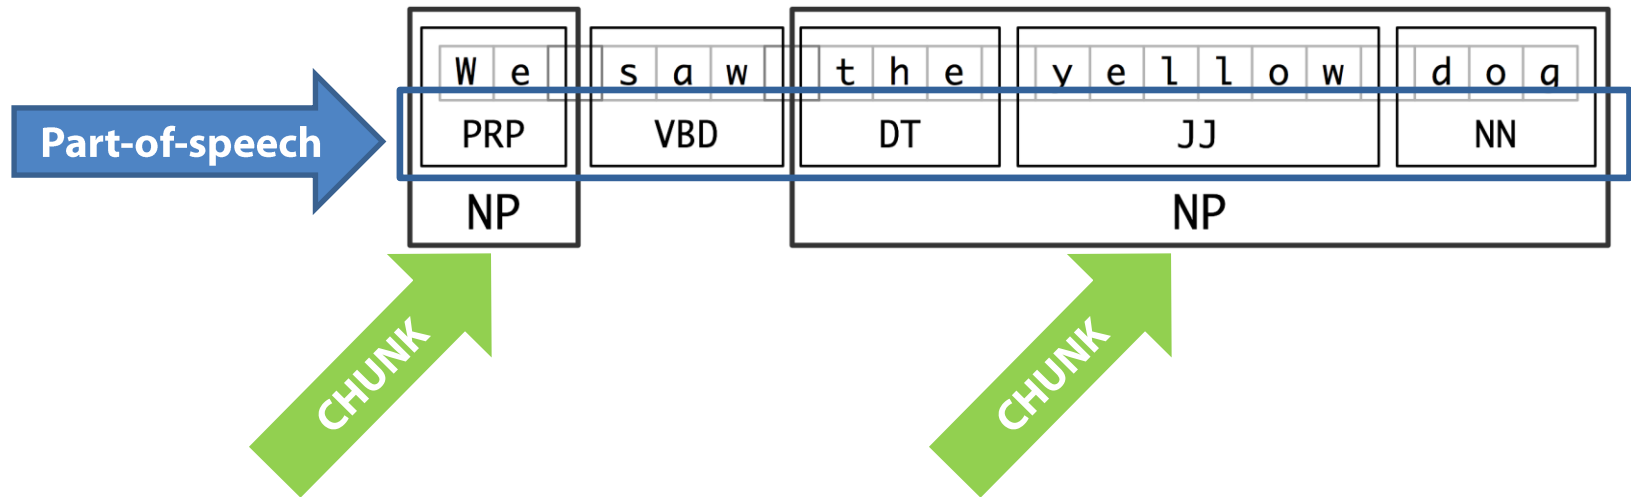 We saw the yellow dog
Part-of-speech PRP VBD DT JJ NN
NP NP
CHUNK CHUNK